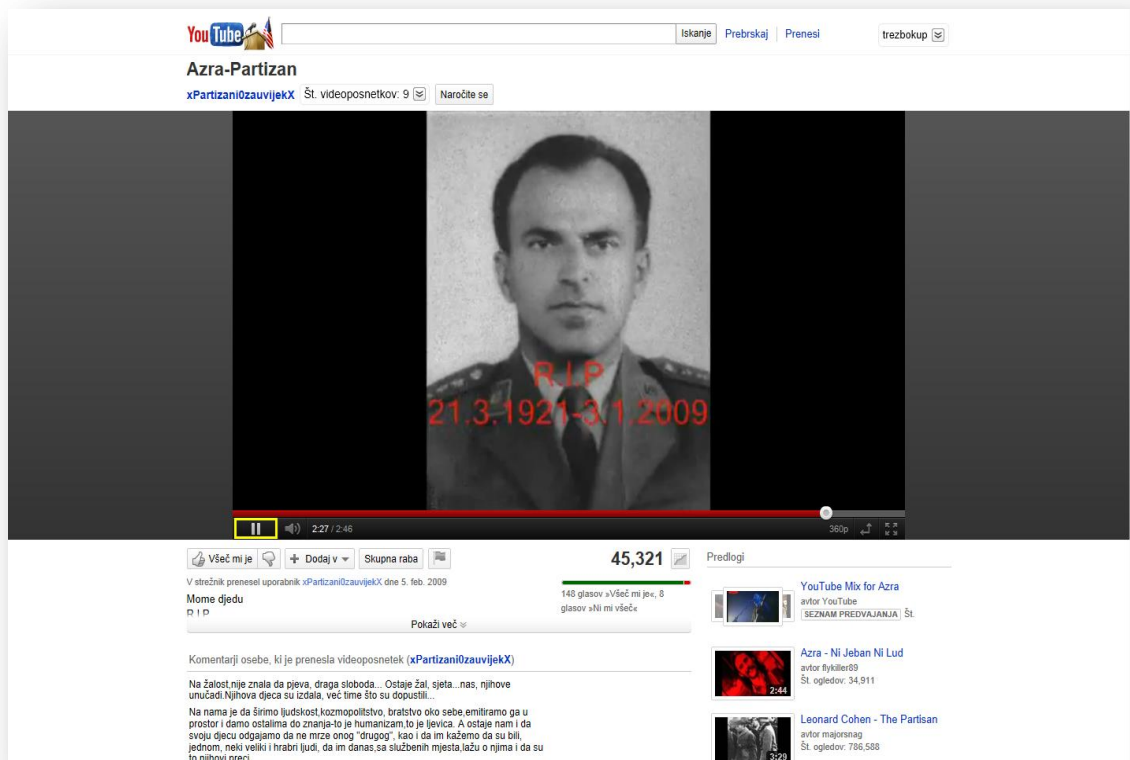 YouTube
Iskanje
Prebrskaj
Prenesi
trezbokup
Azra-Partizan
xPartizani0zauvijekX Št. videoposnetkov: 9 Naročite se
R.I.P
21.3.1921-3.1.2009
2:27 / 2:46
360p
Všeč mi je
Dodaj v
Skupna raba
45,321
V strežnik prenesel uporabnik xPartizani0zauvijekX dne 5. feb. 2009
Mome djedu
R I P
148 glasov »Všeč mi je«, 8
glasov »Ni mi všeč«
Pokaži več
Komentarji osebe, ki je prenesla videoposnetek (xPartizani0zauvijekX)
Na žalost,nije znala da pjeva, draga sloboda... Ostaje žal, sjeta...nas, njihove
unučadi.Njihova djeca su izdala, već time što su dopustili...
Na nama je da širimo ljudskost,kozmopolitstvo, bratstvo oko sebe,emitiramo ga u
prostor i damo ostalima do znanja-to je humanizam,to je ljevica. A ostaje nam i da
svoju djecu odgajamo da ne mrze onog "drugog", kao i da im kažemo da su bili,
jednom, neki veliki i hrabri ljudi, da im danas,sa službenih mjesta,lažu o njima i da su
to njihovi preci
Predlogi
YouTube Mix for Azra
avtor YouTube
SEZNAM PREDVAJANJA Št.
2:44
Azra - Ni Jeban Ni Lud
avtor flykiller89
Št. ogledov: 34,911
3:29
Leonard Cohen - The Partisan
avtor majorsnag
Št. ogledov: 786,588